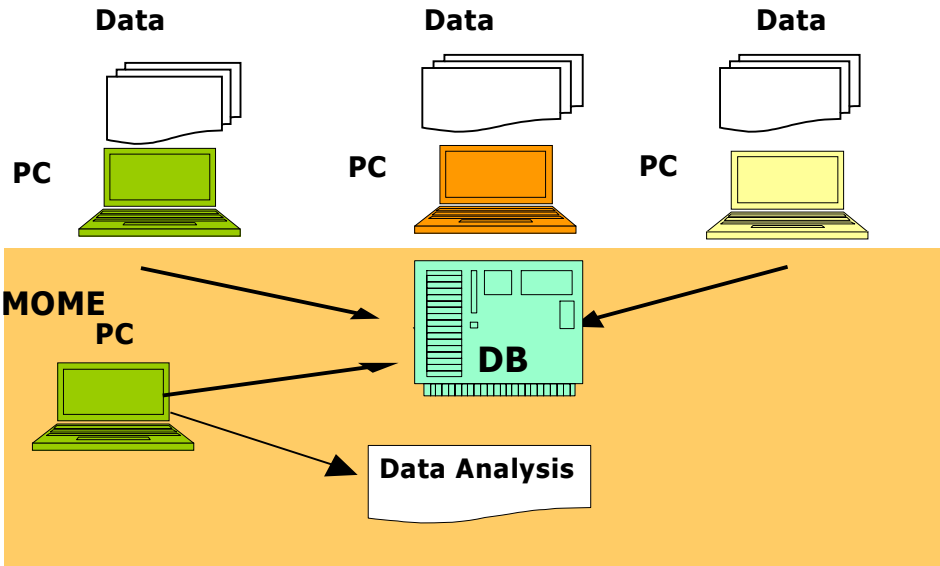 Data
Data
Data
PC
PC
PC
MOME
PC
DB
Data Analysis